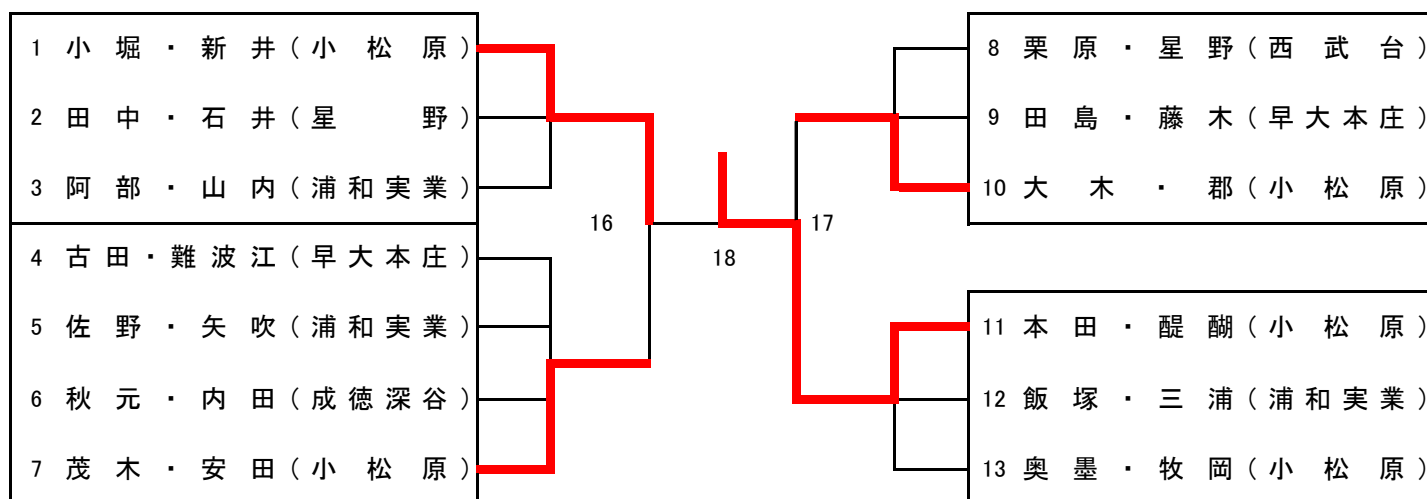 1 小堀・新井(小松原)
2 田中・石井(星野)
3 阿部・山内(浦和実業)
4 古田・難波江(早大本庄)
5 佐野・矢吹(浦和実業)
6 秋元・内田(成徳深谷)
7 茂木・安田(小松原)
16
18
17
8 栗原・星野(西武台)
9 田島・藤木(早大本庄)
10 大木・郡(小松原)
11 本田・醍醐(小松原)
12 飯塚・三浦(浦和実業)
13 奥墨・牧岡(小松原)